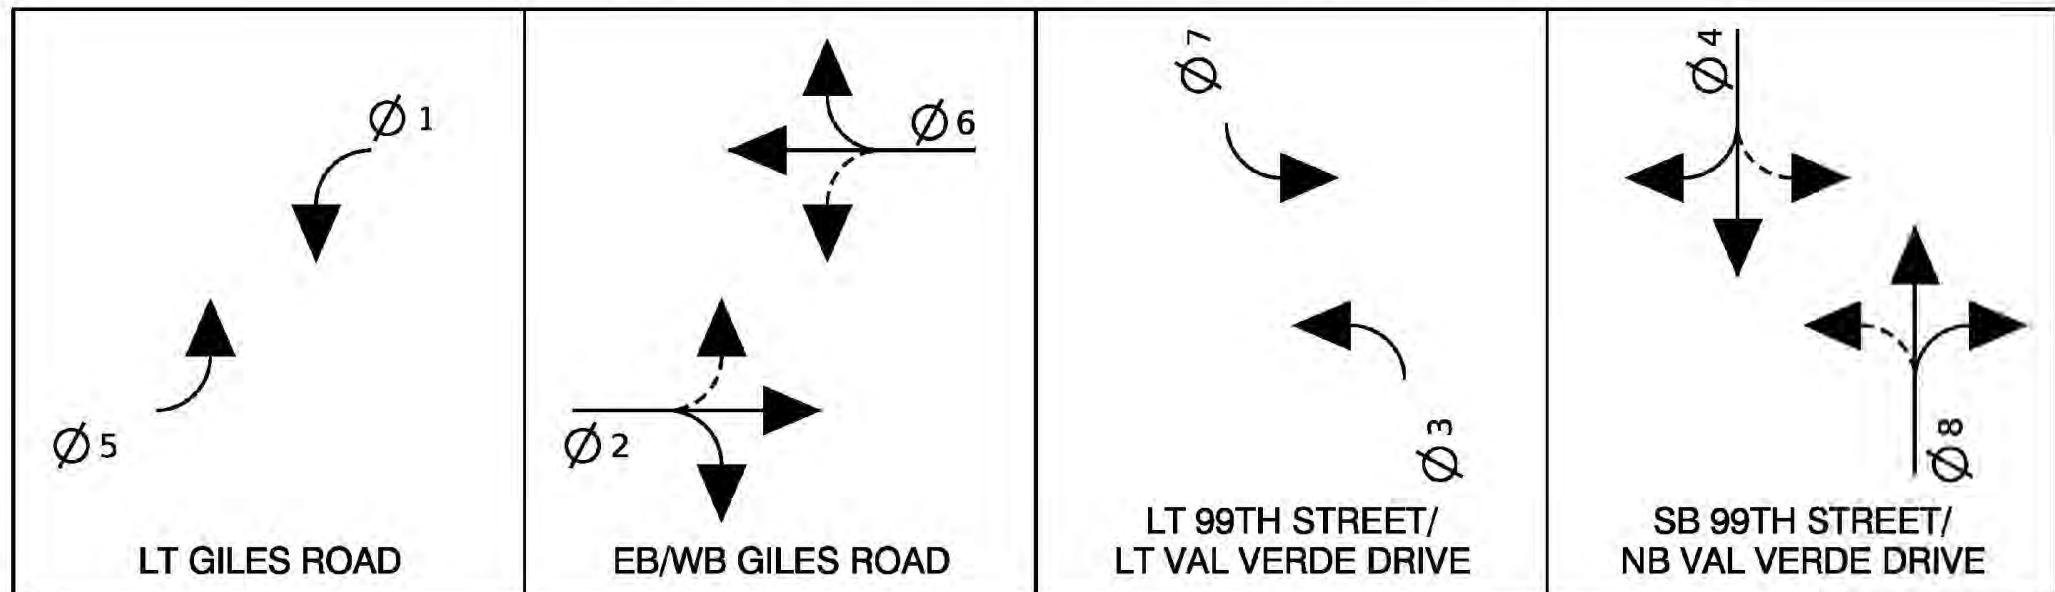 Ø 1
Ø 5
LT GILES ROAD
Ø 6
Ø 2
EB/WB GILES ROAD
Ø 7
Ø 3
LT 99TH STREET/
LT VAL VERDE DRIVE
Ø 4
Ø 8
SB 99TH STREET/
NB VAL VERDE DRIVE